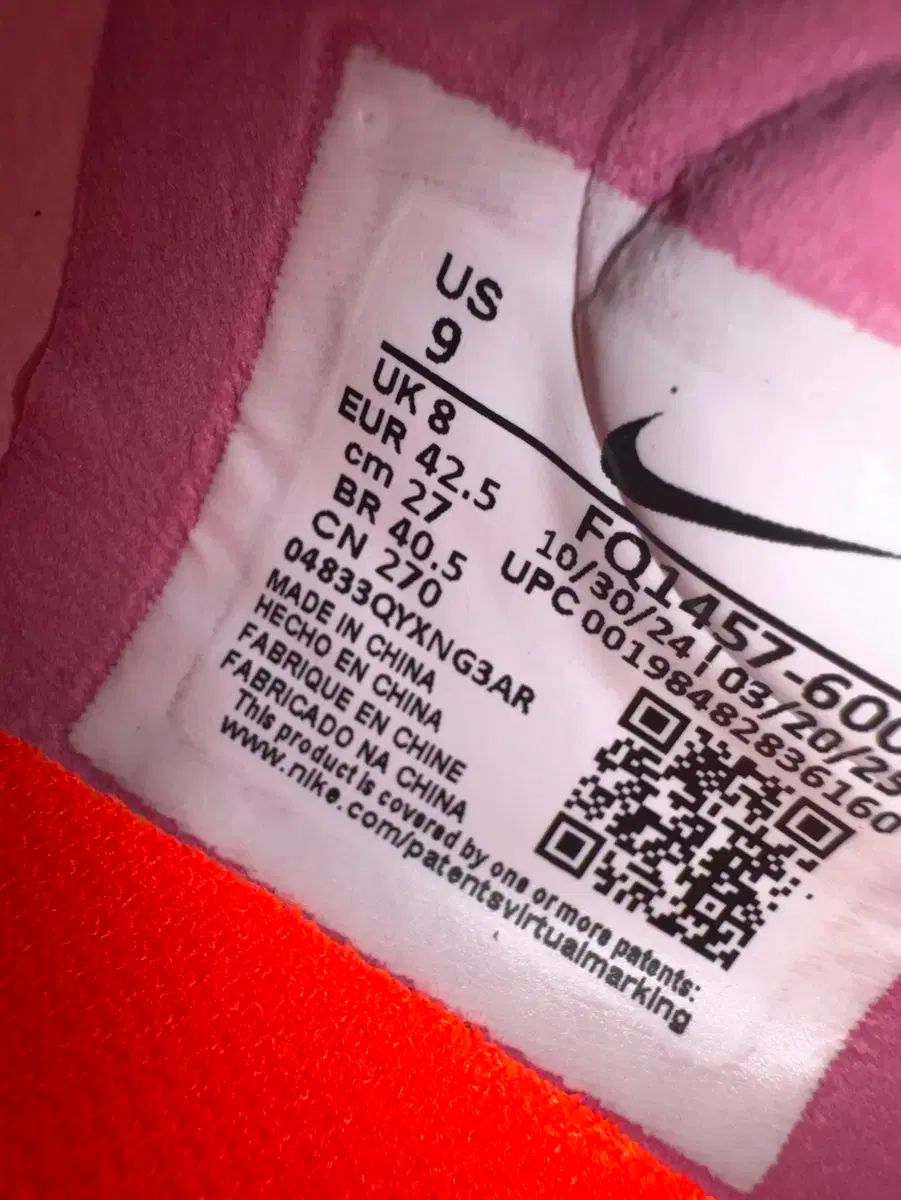 US
9
UK 8
EUR 42.5
cm 27
BR 40.5
CN 270
04833QYXNG3AR
MADE IN CHINA
HECHO EN CHINA
FABRIQUE EN CHINE
FABRICADO NA CHINA
This product is covered by one or more patents:
www.nike.com/patentsvirtualmarking
FQ1457-600
10/30/24 | 03/20/25
UPC 00198482836160